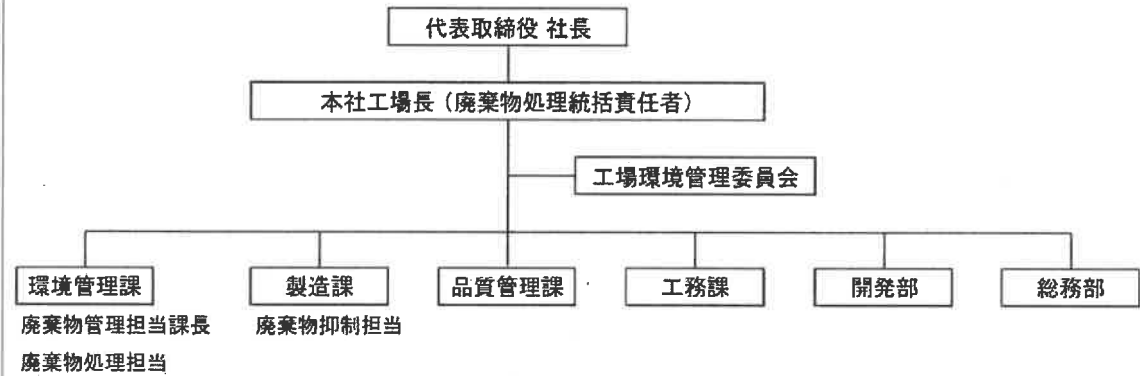 代表取締役 社長
本社工場長（廃棄物処理統括責任者）
工場環境管理委員会
環境管理課
製造課
品質管理課
工務課
開発部
総務部
廃棄物管理担当課長
廃棄物抑制担当
廃棄物処理担当